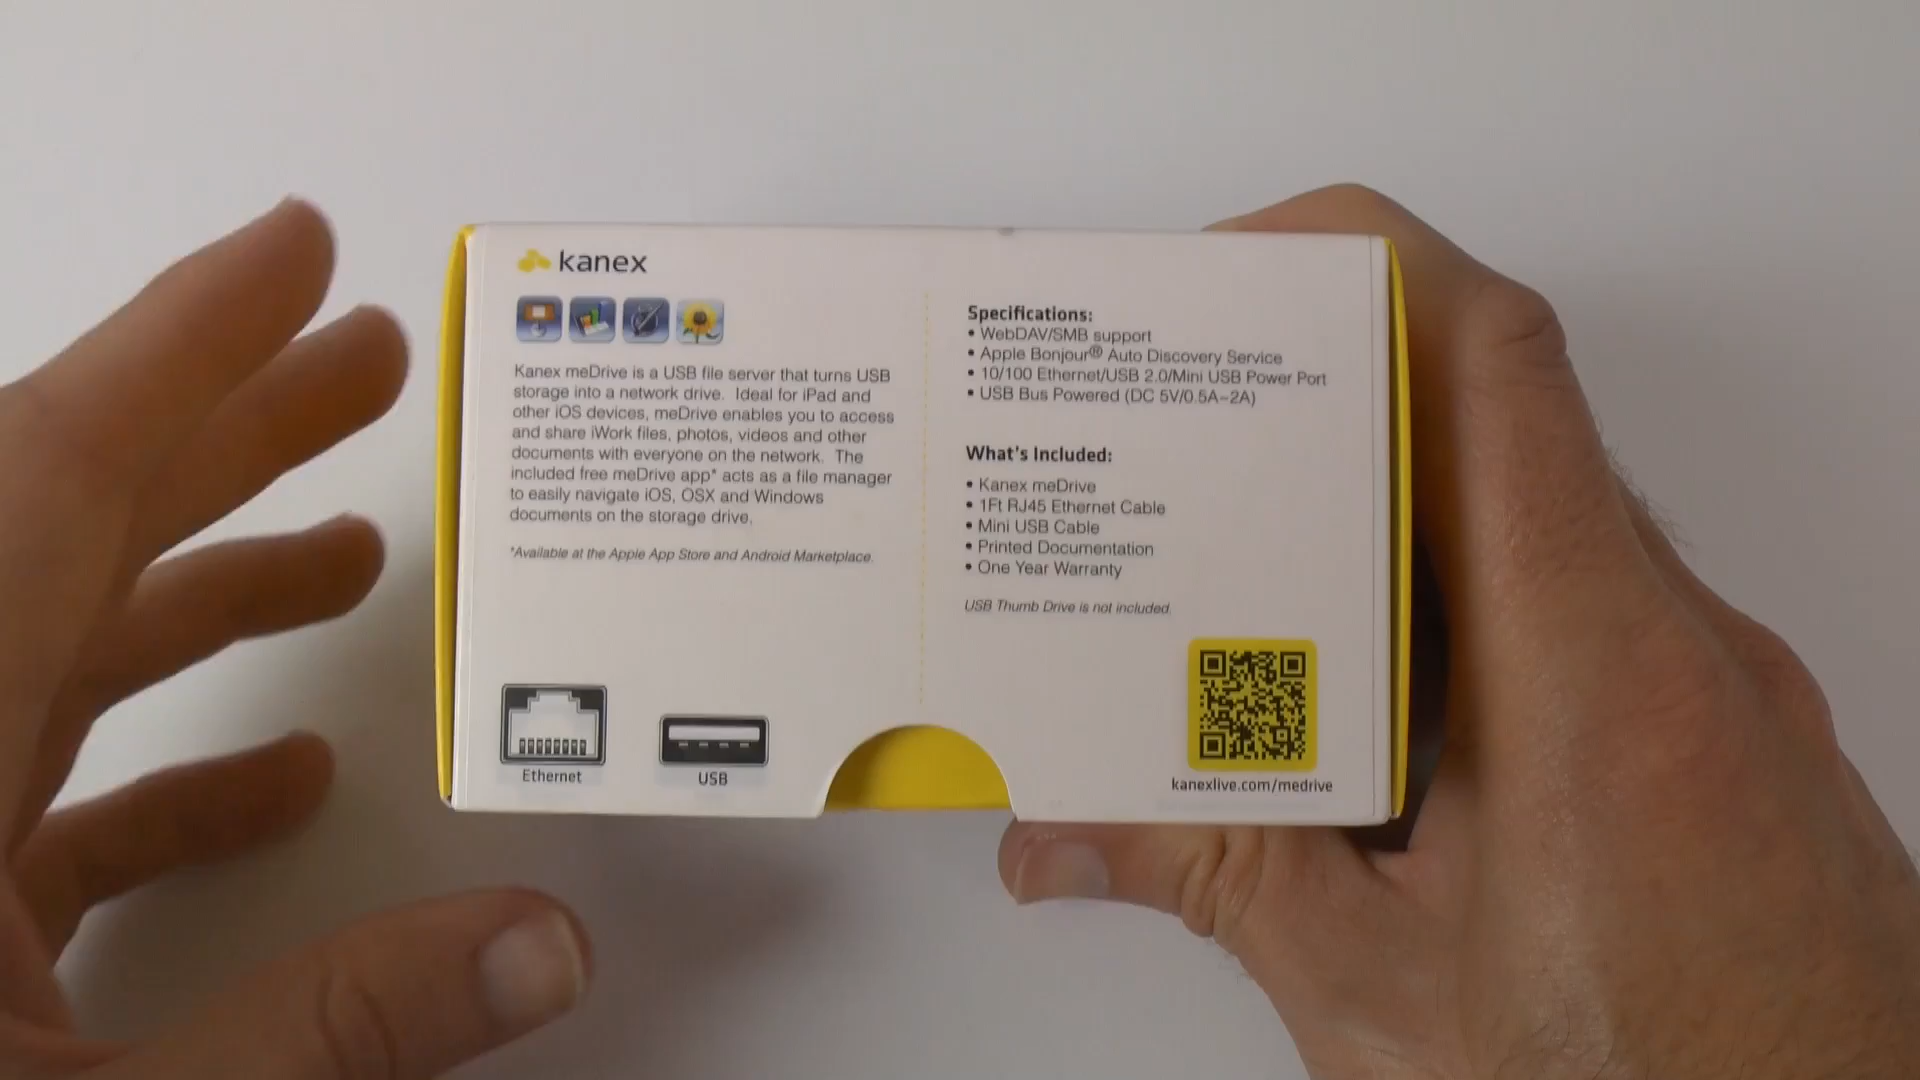 kanex
Kanex meDrive is a USB file server that turns USB
storage into a network drive. Ideal for iPad and
other iOS devices, meDrive enables you to access
and share iWork files, photos, videos and other
documents with everyone on the network. The
included free meDrive app* acts as a file manager
to easily navigate iOS, OSX and Windows
documents on the storage drive.
*Available at the Apple App Store and Android Marketplace.
Ethernet
USB
Specifications:
• WebDAV/SMB support
• Apple Bonjour® Auto Discovery Service
• 10/100 Ethernet/USB 2.0/Mini USB Power Port
• USB Bus Powered (DC 5V/0.5A~2A)
What's Included:
• Kanex meDrive
• 1Ft RJ45 Ethernet Cable
• Mini USB Cable
• Printed Documentation
• One Year Warranty
USB Thumb Drive is not included.
kanexlive.com/medrive